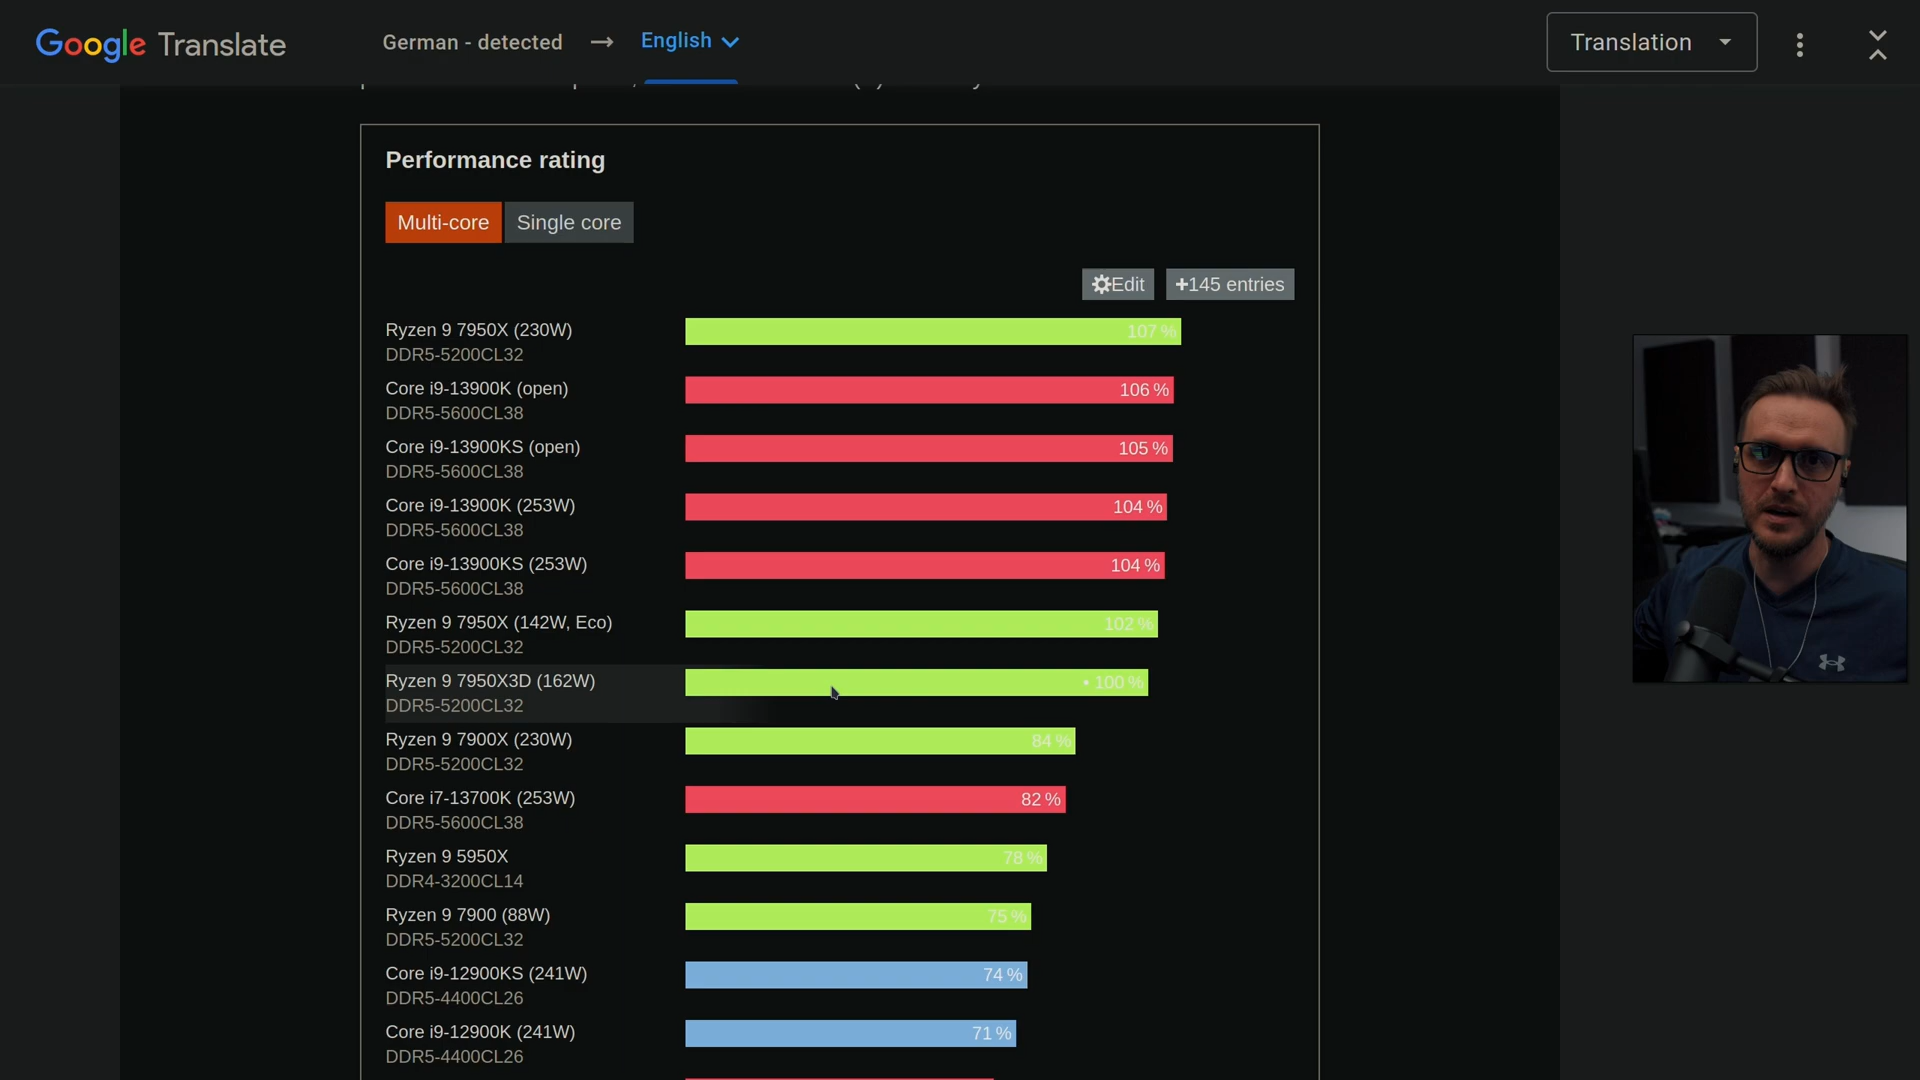 Google Translate
German - detected → English
Translation
Performance rating
Multi-core
Single core
Edit
+145 entries
Ryzen 9 7950X (230W)
107 %
DDR5-5200CL32
Core i9-13900K (open)
106 %
DDR5-5600CL38
Core i9-13900KS (open)
105 %
DDR5-5600CL38
Core i9-13900K (253W)
104 %
DDR5-5600CL38
Core i9-13900KS (253W)
104 %
DDR5-5600CL38
Ryzen 9 7950X (142W, Eco)
102 %
DDR5-5200CL32
Ryzen 9 7950X3D (162W)
• 100 %
DDR5-5200CL32
Ryzen 9 7900X (230W)
84 %
DDR5-5200CL32
Core i7-13700K (253W)
82 %
DDR5-5600CL38
Ryzen 9 5950X
78 %
DDR4-3200CL14
Ryzen 9 7900 (88W)
75 %
DDR5-5200CL32
Core i9-12900KS (241W)
74 %
DDR5-4400CL26
Core i9-12900K (241W)
71 %
DDR5-4400CL26